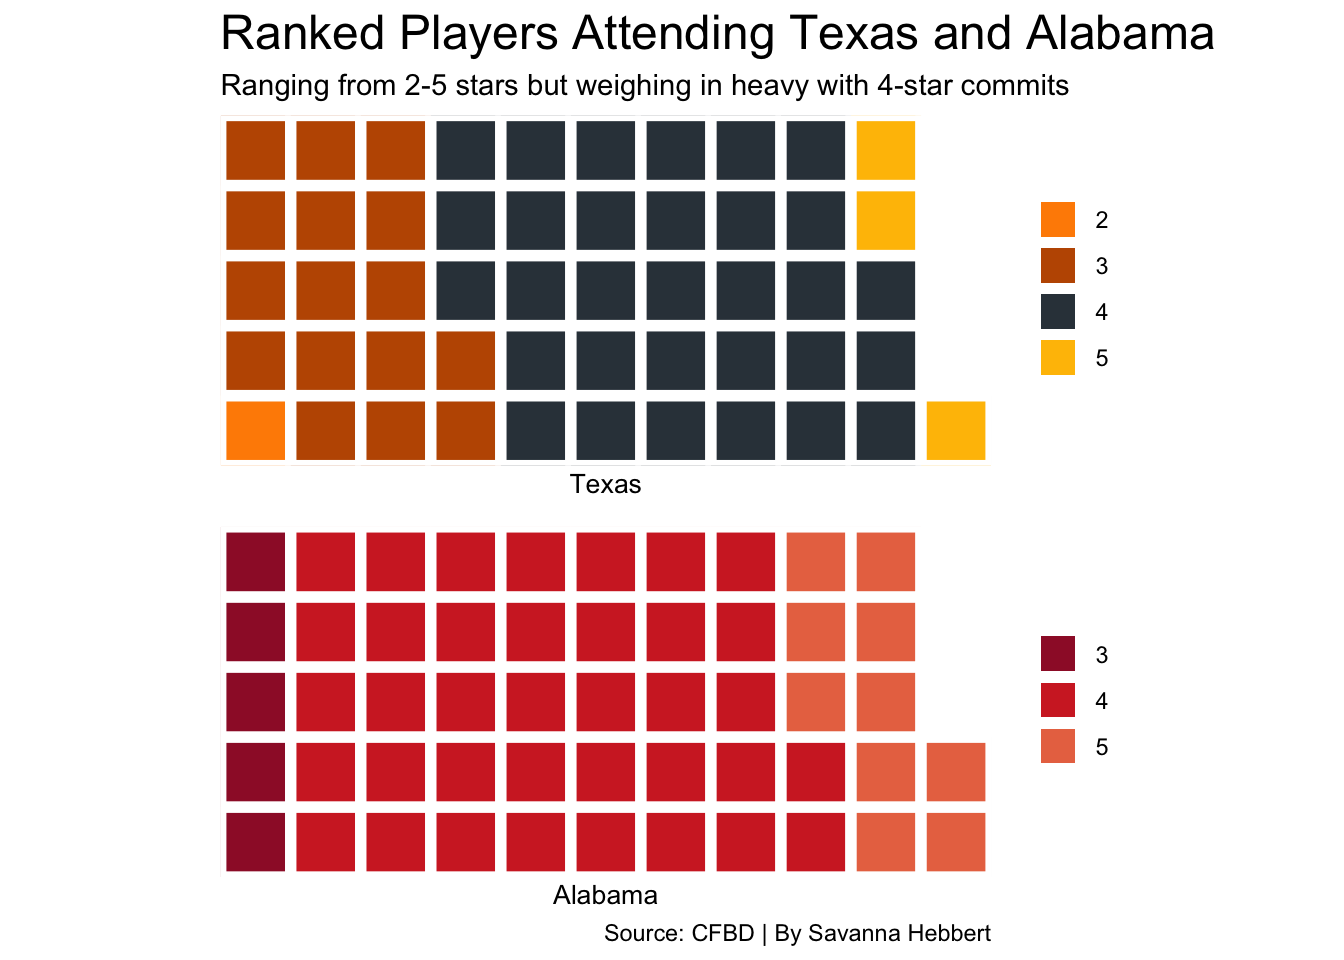 Ranked Players Attending Texas and Alabama
Ranging from 2-5 stars but weighing in heavy with 4-star commits
2
3
4
5
Texas
3
4
5
Alabama
Source: CFBD | By Savanna Hebbert